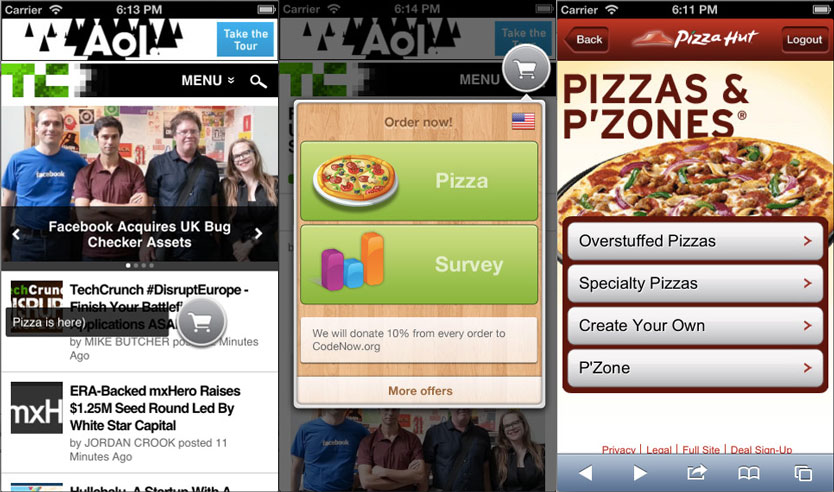 Carrier
6:13 PM
Aol.
Take the
Tour
TC
MENU
facebook
Facebook Acquires UK Bug
Checker Assets
TechCrunch #DisruptEurope -
Finish Your Battlefi
Applications ASA
by MIKE BUTCHER po Minutes
Ago
Pizza is here)
mxH
ERA-Backed mxHero Raises
$1.25M Seed Round Led By
White Star Capital
by JORDAN CROOK posted 11
Minutes Ago
Hullabalu, A Startup With A
Carrier
6:14 PM
Aol.
Take the
Tour
MENU
Order now!
Pizza
Survey
We will donate 10% from every order to
CodeNow.org
More offers
facebook
Carrier
6:11 PM
Back
Pizza Hut
Logout
PIZZAS &
P'ZONES®
Overstuffed Pizzas
Specialty Pizzas
Create Your Own
P'Zone
Privacy | Legal | Full Site | Deal Sign-Up